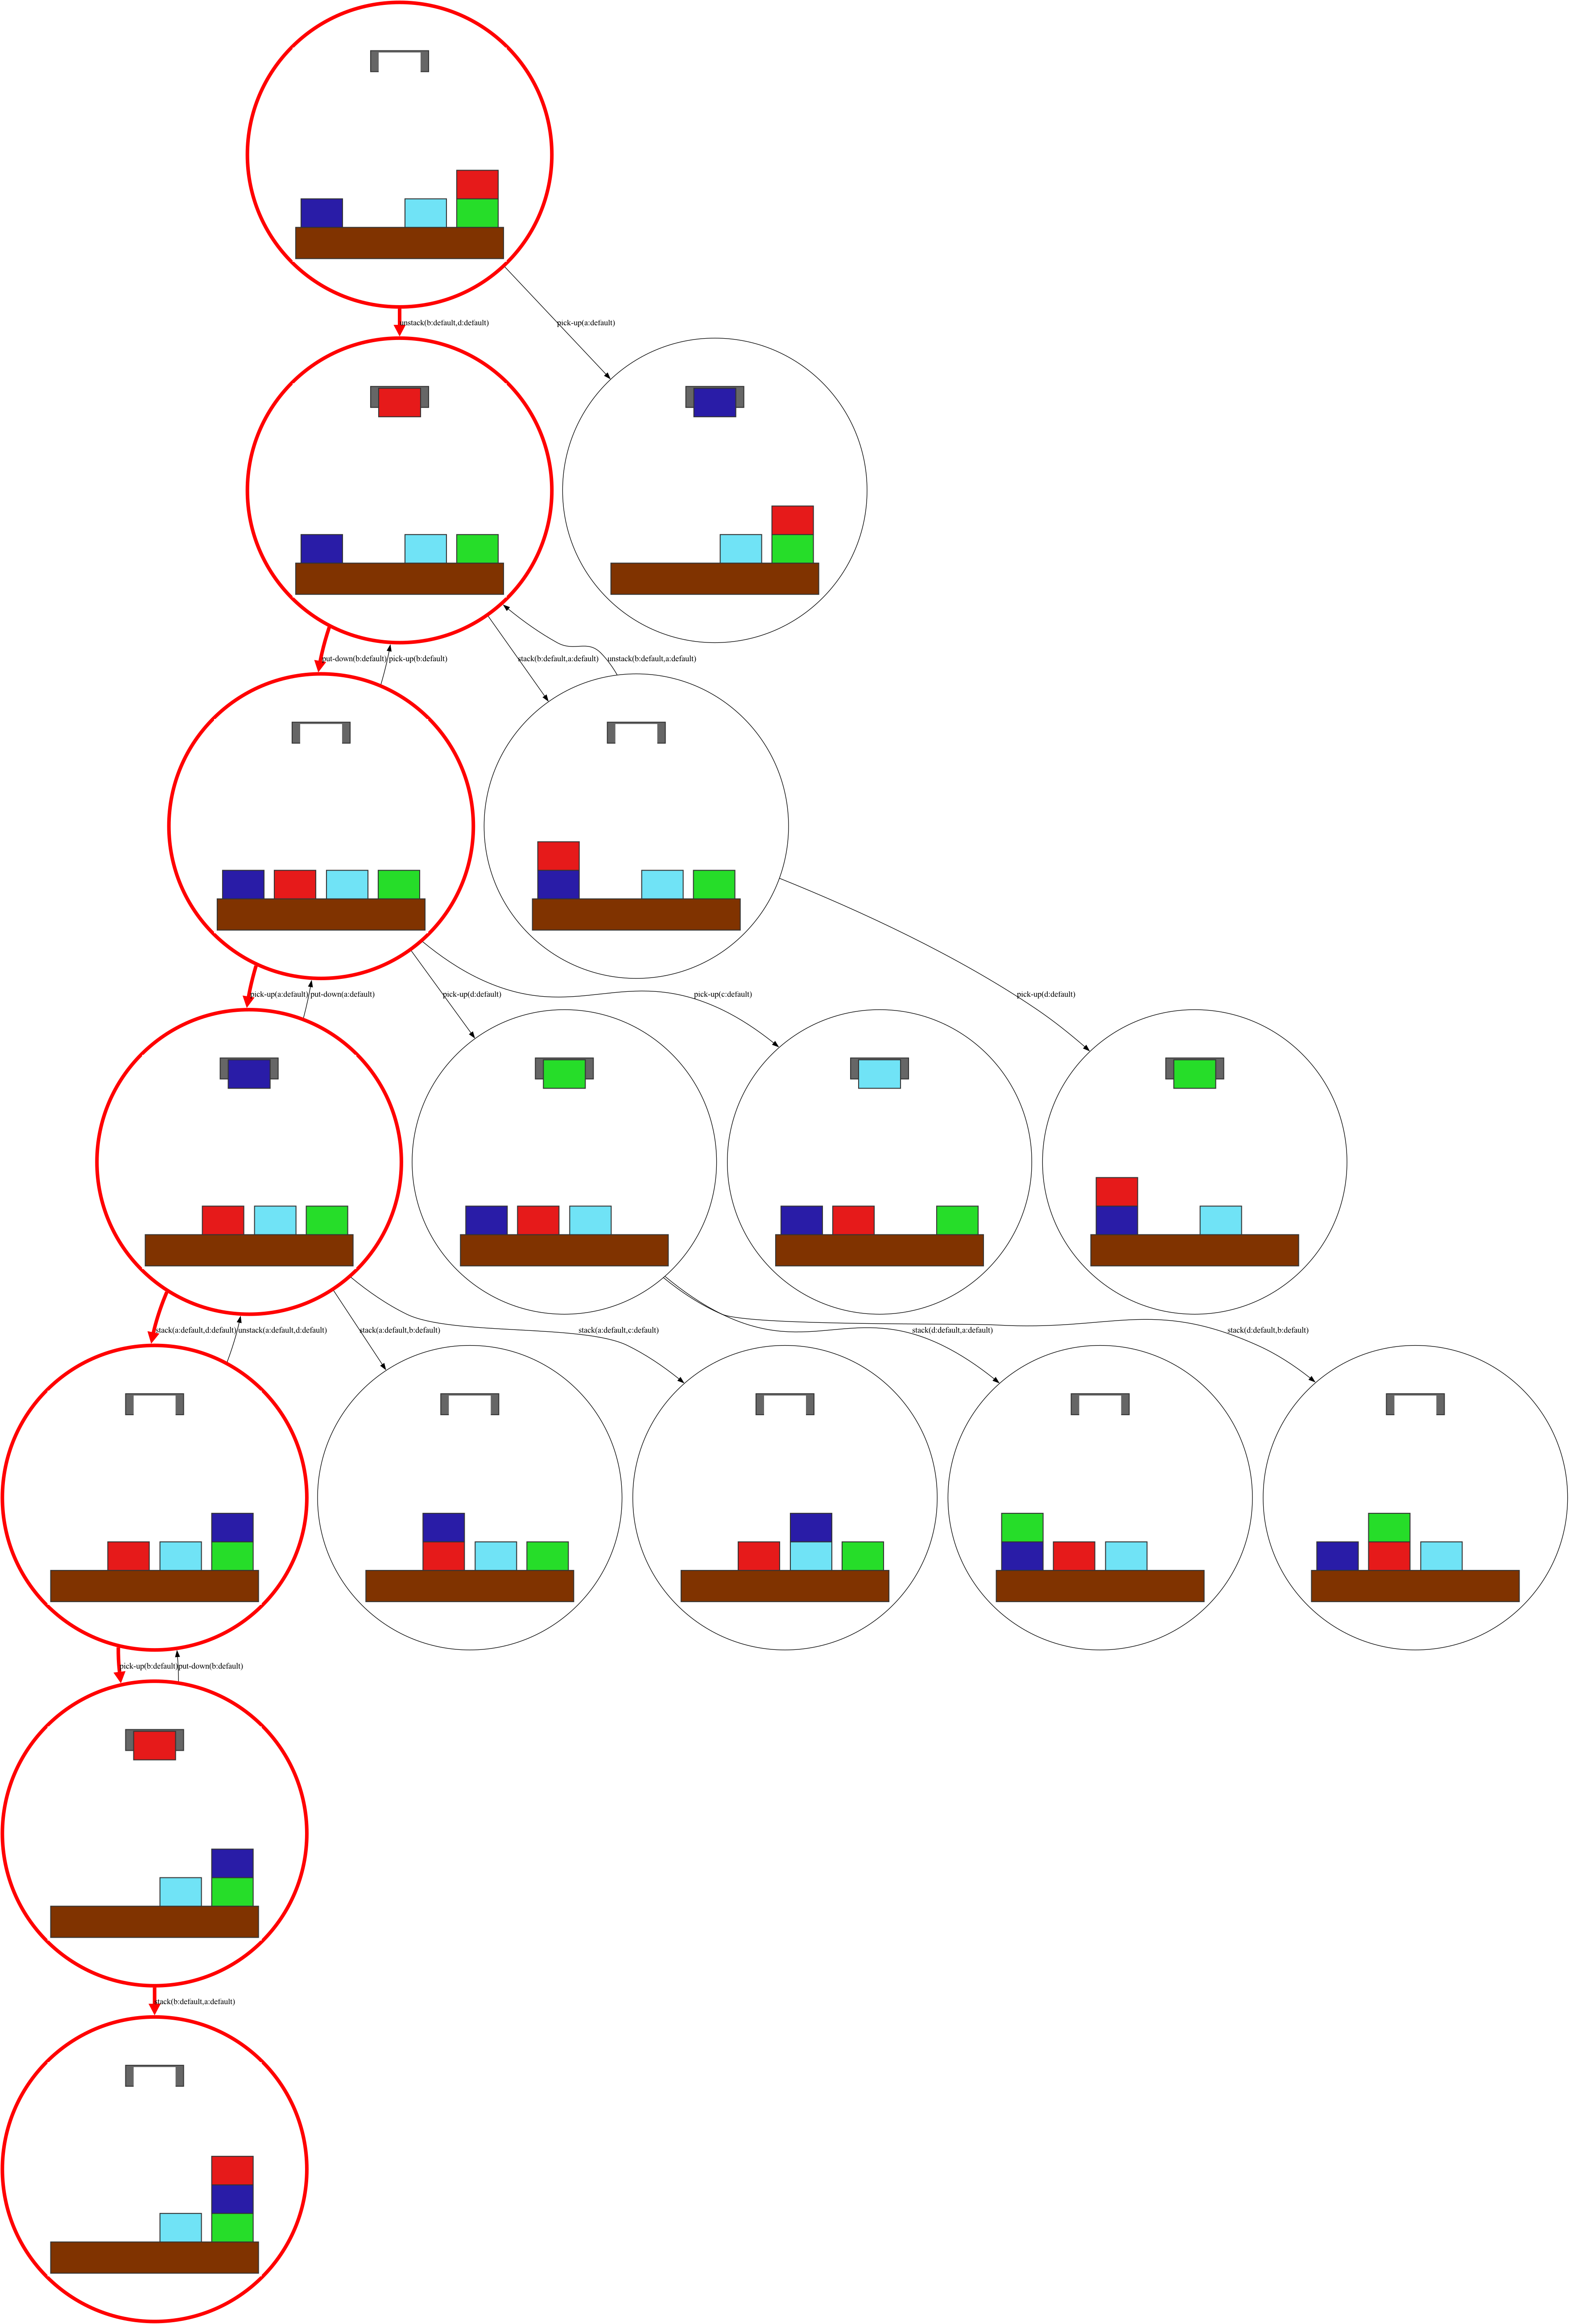 unstack(b:default,d:default)
pick-up(a:default)
put-down(b:default)
pick-up(b:default)
stack(b:default,a:default)
unstack(b:default,a:default)
pick-up(a:default)
put-down(a:default)
pick-up(d:default)
pick-up(c:default)
pick-up(d:default)
stack(a:default,d:default)
unstack(a:default,d:default)
stack(a:default,b:default)
stack(a:default,c:default)
stack(d:default,a:default)
stack(d:default,b:default)
pick-up(b:default)
put-down(b:default)
stack(b:default,a:default)